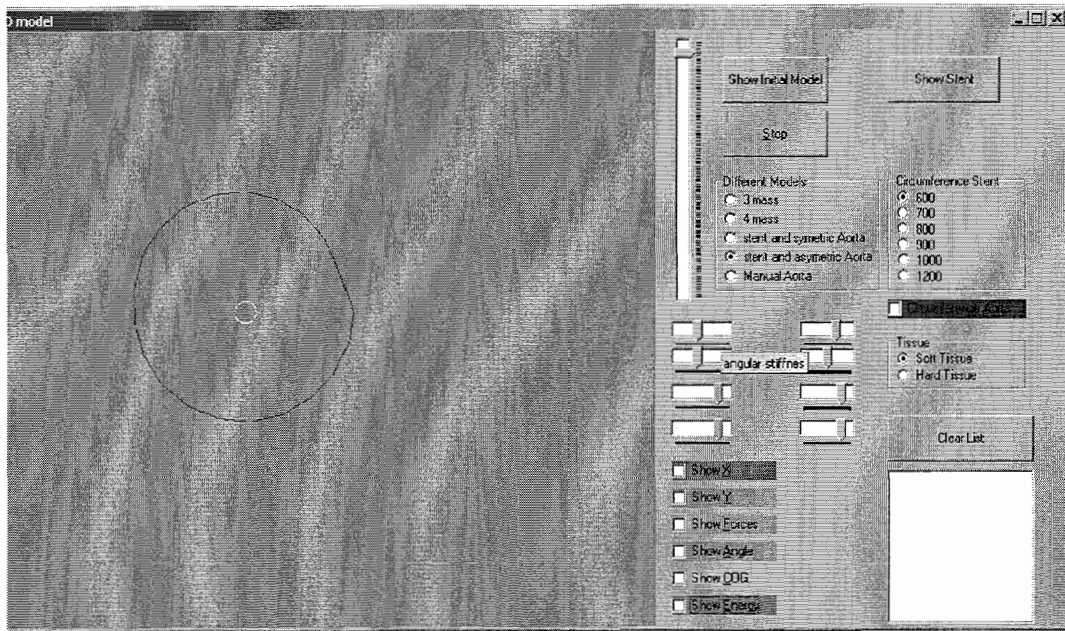 D model
Show Initial Model
Show Stent
Stop
Different Models
3 mass
4 mass
stent and symetric Aorta
stent and asymetric Aorta
Manual Aorta
Circumference Stent
600
700
800
900
1000
1200
angular stiffnes
Tissue
Soft Tissue
Hard Tissue
Clear List
Show X
Show Y
Show Forces
Show Angle
Show COG
Show Energy